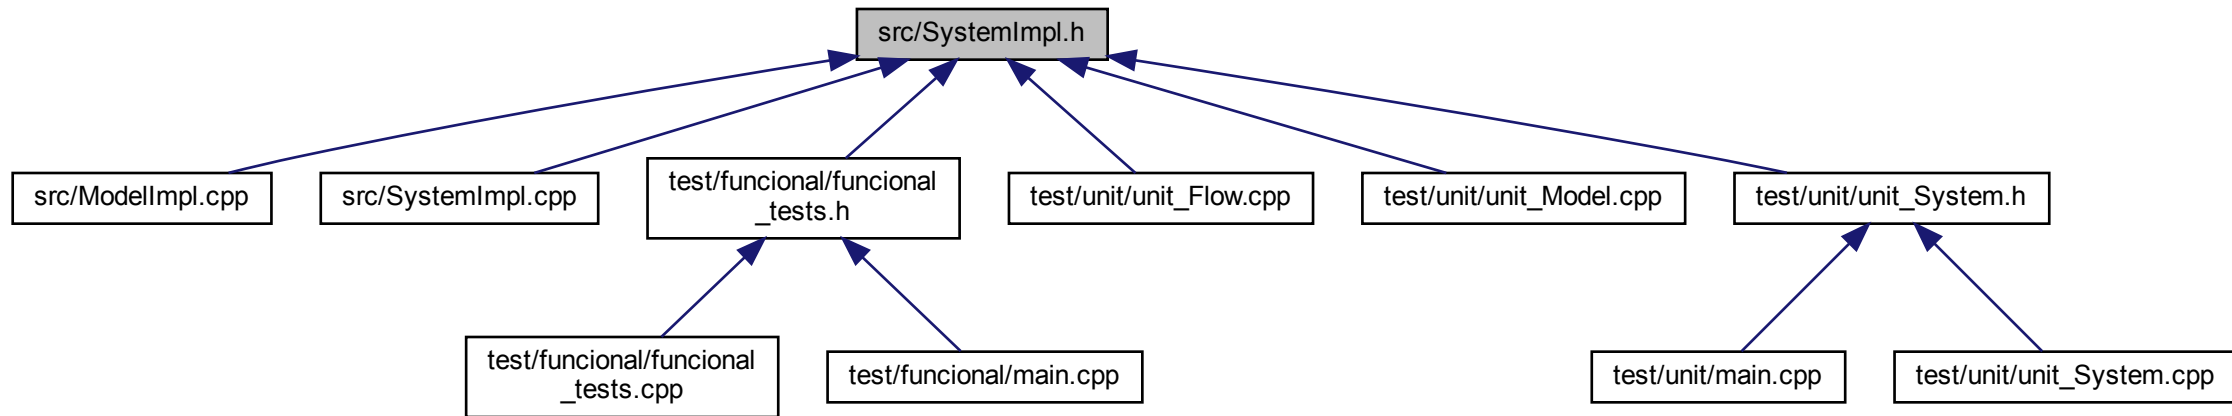 src/SystemImpl.h
src/ModelImpl.cpp
src/SystemImpl.cpp
test/funcional/funcional
_tests.h
test/unit/unit_Flow.cpp
test/unit/unit_Model.cpp
test/unit/unit_System.h
test/funcional/funcional
_tests.cpp
test/funcional/main.cpp
test/unit/main.cpp
test/unit/unit_System.cpp